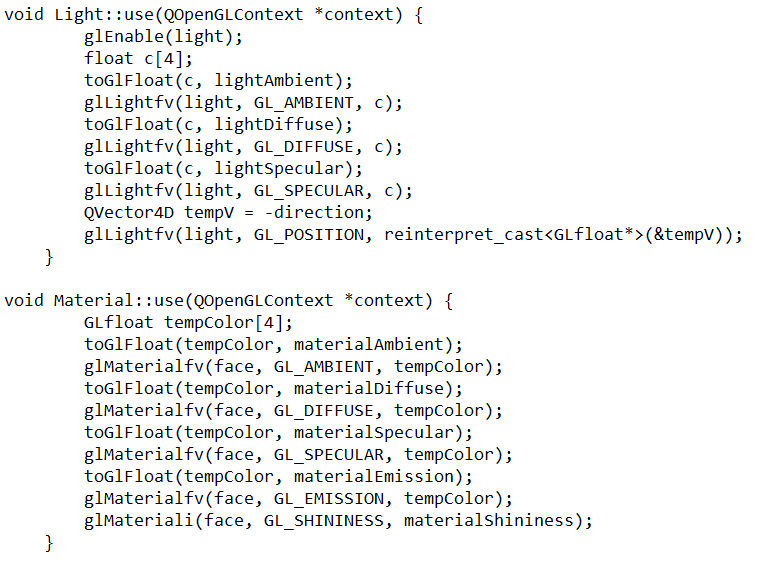 void Light::use(QOpenGLContext *context) {
        glEnable(light);
        float c[4];
        toGlFloat(c, lightAmbient);
        glLightfv(light, GL_AMBIENT, c);
        toGlFloat(c, lightDiffuse);
        glLightfv(light, GL_DIFFUSE, c);
        toGlFloat(c, lightSpecular);
        glLightfv(light, GL_SPECULAR, c);
        QVector4D tempV = -direction;
        glLightfv(light, GL_POSITION, reinterpret_cast<GLfloat*>(&tempV));
    }

void Material::use(QOpenGLContext *context) {
        GLfloat tempColor[4];
        toGlFloat(tempColor, materialAmbient);
        glMaterialfv(face, GL_AMBIENT, tempColor);
        toGlFloat(tempColor, materialDiffuse);
        glMaterialfv(face, GL_DIFFUSE, tempColor);
        toGlFloat(tempColor, materialSpecular);
        glMaterialfv(face, GL_SPECULAR, tempColor);
        toGlFloat(tempColor, materialEmission);
        glMaterialfv(face, GL_EMISSION, tempColor);
        glMateriali(face, GL_SHININESS, materialShininess);
    }